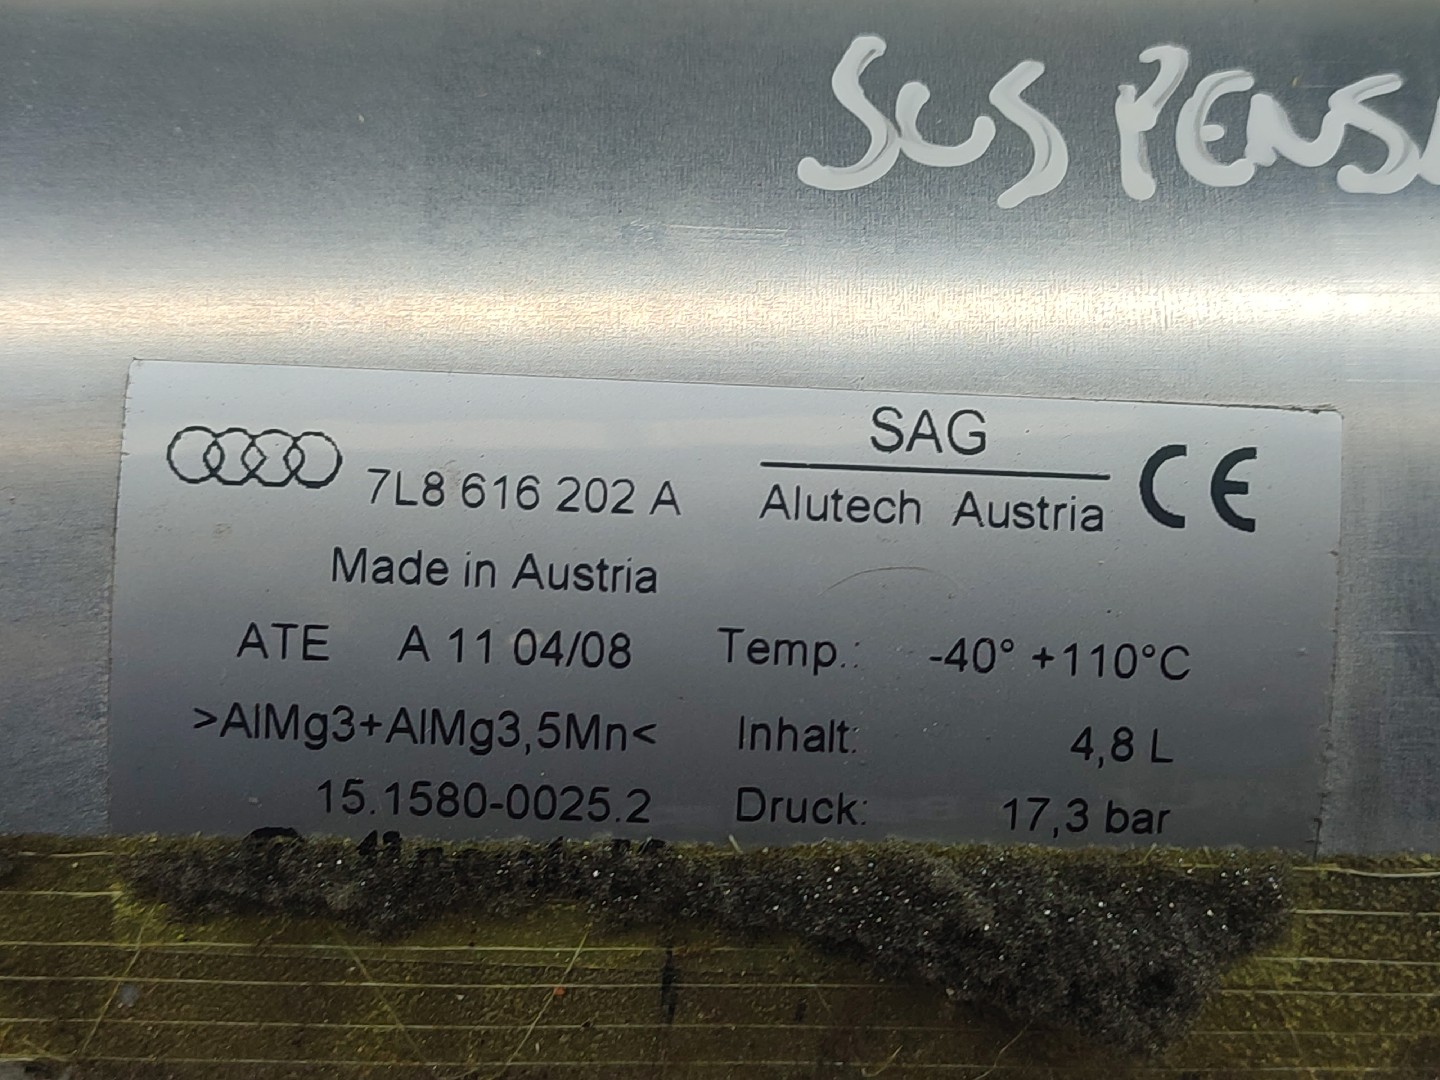 SUSPENS
7L8 616 202 A
Made in Austria
SAG
Alutech Austria
CE
ATE A 11 04/08
>AlMg3+AlMg3,5Mn<
15.1580-0025.2
Temp.: -40° +110°C
Inhalt: 4,8 L
Druck: 17,3 bar